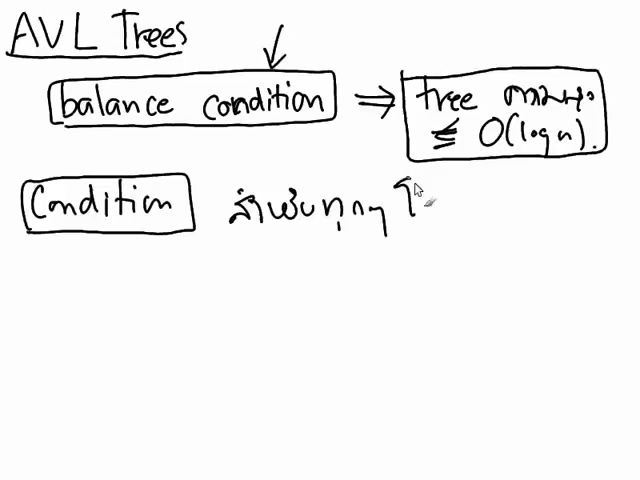 AVL Trees
balance condition ⇒ tree ความสูง
≤ O(log n).
Condition สำหรับทุกๆ โ